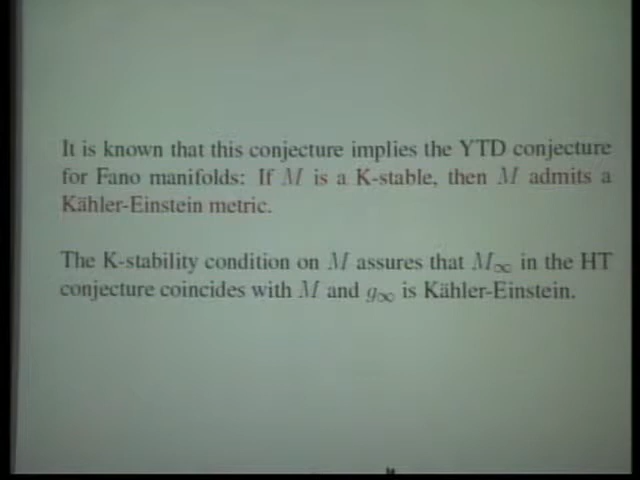 It is known that this conjecture implies the YTD conjecture
for Fano manifolds: If M is a K-stable, then M admits a
Kähler-Einstein metric.
The K-stability condition on M assures that M∞ in the HT
conjecture coincides with M and g∞ is Kähler-Einstein.